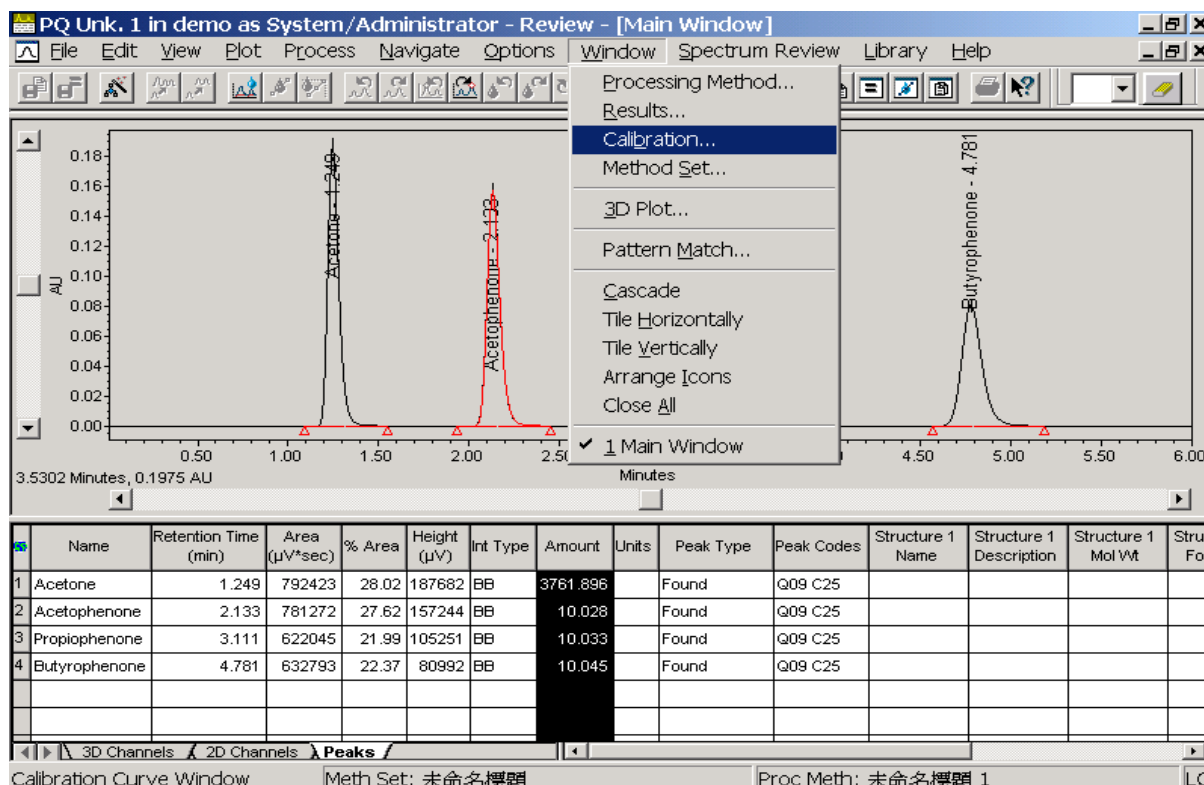 PQ Unk. 1 in demo as System/Administrator - Review - [Main Window]
File Edit View Plot Process Navigate Options Window Spectrum Review Library Help
Processing Method...
Results...
Calibration...
Method Set...
3D Plot...
Pattern Match...
Cascade
Tile Horizontally
Tile Vertically
Arrange Icons
Close All
✔ 1 Main Window
0.18
0.16
0.14
0.12
0.10
0.08
0.06
0.04
0.02
0.00
AU
Acetone - 1.249
Acetophenone - 2.133
Butyrophenone - 4.781
0.50 1.00 1.50 2.00 2.50 4.50 5.00 5.50 6.00
Minutes
3.5302 Minutes, 0.1975 AU
Name Retention Time (min) Area (µV*sec) % Area Height (µV) Int Type Amount Units Peak Type Peak Codes Structure 1 Name Structure 1 Description Structure 1 Mol Wt Stru Fo
1 Acetone 1.249 792423 28.02 187682 BB 3761.896 Found Q09 C25
2 Acetophenone 2.133 781272 27.62 157244 BB 10.028 Found Q09 C25
3 Propiophenone 3.111 622045 21.99 105251 BB 10.033 Found Q09 C25
4 Butyrophenone 4.781 632793 22.37 80992 BB 10.045 Found Q09 C25
3D Channels 2D Channels Peaks
Calibration Curve Window Meth Set: 未命名標題 Proc Meth: 未命名標題 1 LC